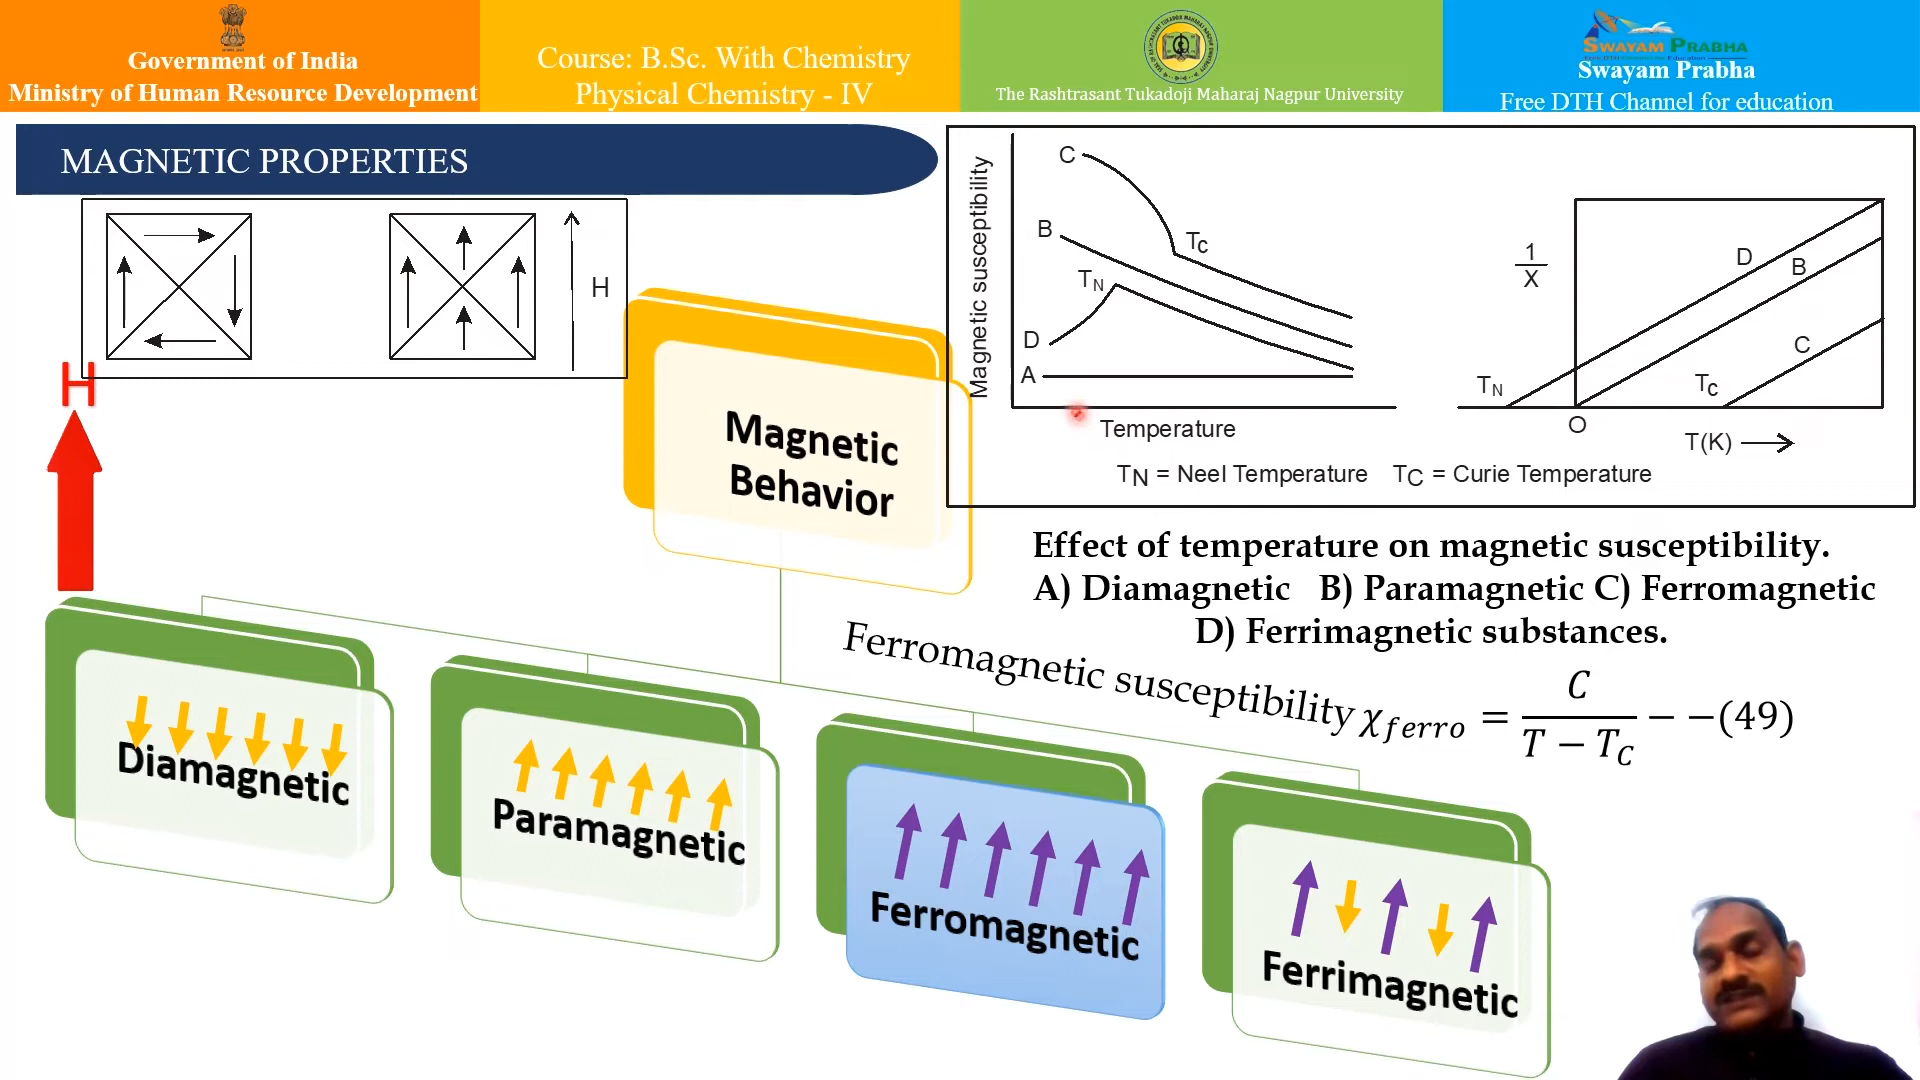 Government of India
Ministry of Human Resource Development
Course: B.Sc. With Chemistry
Physical Chemistry - IV
The Rashtrasant Tukadoji Maharaj Nagpur University
SWAYAM PRABHA
Swayam Prabha
Free DTH Channel for education
MAGNETIC PROPERTIES
H
H
Magnetic
Behavior
Magnetic susceptibility
C
B
TN
D
A
TC
Temperature
1
X
D
B
C
TN
TC
O
T(K)
TN = Neel Temperature TC = Curie Temperature
Effect of temperature on magnetic susceptibility.
A) Diamagnetic B) Paramagnetic C) Ferromagnetic
D) Ferrimagnetic substances.
Ferromagnetic susceptibility χferro = C / T − TC − −(49)
Diamagnetic
Paramagnetic
Ferromagnetic
Ferrimagnetic